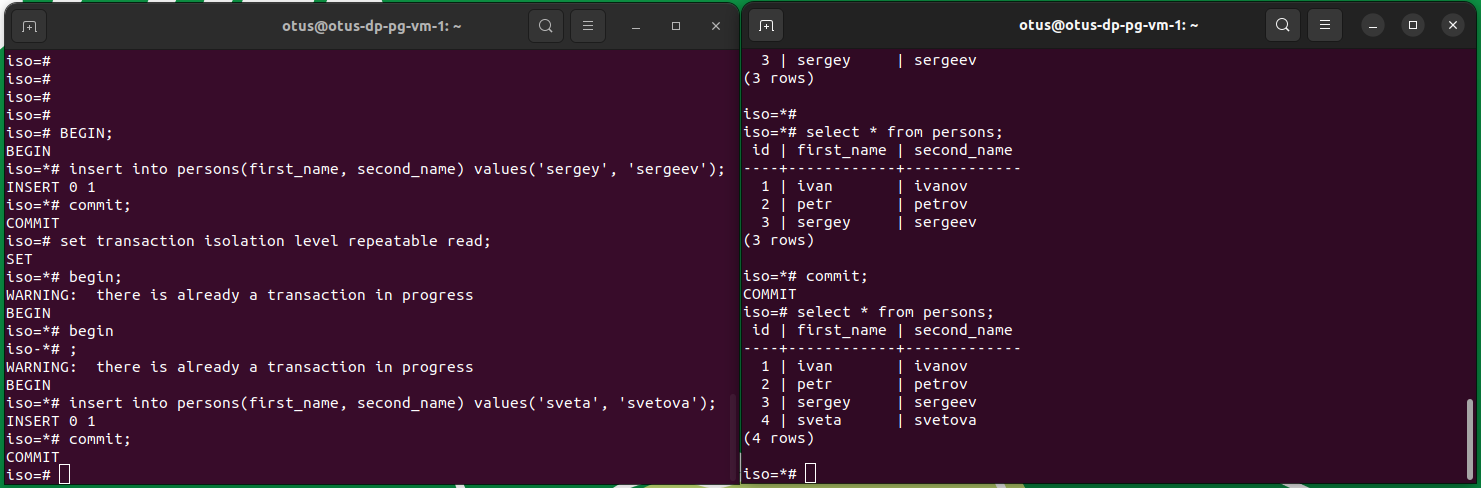 otus@otus-dp-pg-vm-1: ~
iso=#
iso=#
iso=#
iso=#
iso=# BEGIN;
BEGIN
iso=*# insert into persons(first_name, second_name) values('sergey', 'sergeev');
INSERT 0 1
iso=*# commit;
COMMIT
iso=# set transaction isolation level repeatable read;
SET
iso=*# begin;
WARNING:  there is already a transaction in progress
BEGIN
iso=*# begin
iso-*# ;
WARNING:  there is already a transaction in progress
BEGIN
iso=*# insert into persons(first_name, second_name) values('sveta', 'svetova');
INSERT 0 1
iso=*# commit;
COMMIT
iso=#
otus@otus-dp-pg-vm-1: ~
  3 | sergey     | sergeev
(3 rows)
iso=*#
iso=*# select * from persons;
 id | first_name | second_name
----+------------+-------------
  1 | ivan       | ivanov
  2 | petr       | petrov
  3 | sergey     | sergeev
(3 rows)
iso=*# commit;
COMMIT
iso=# select * from persons;
 id | first_name | second_name
----+------------+-------------
  1 | ivan       | ivanov
  2 | petr       | petrov
  3 | sergey     | sergeev
  4 | sveta      | svetova
(4 rows)
iso=*#